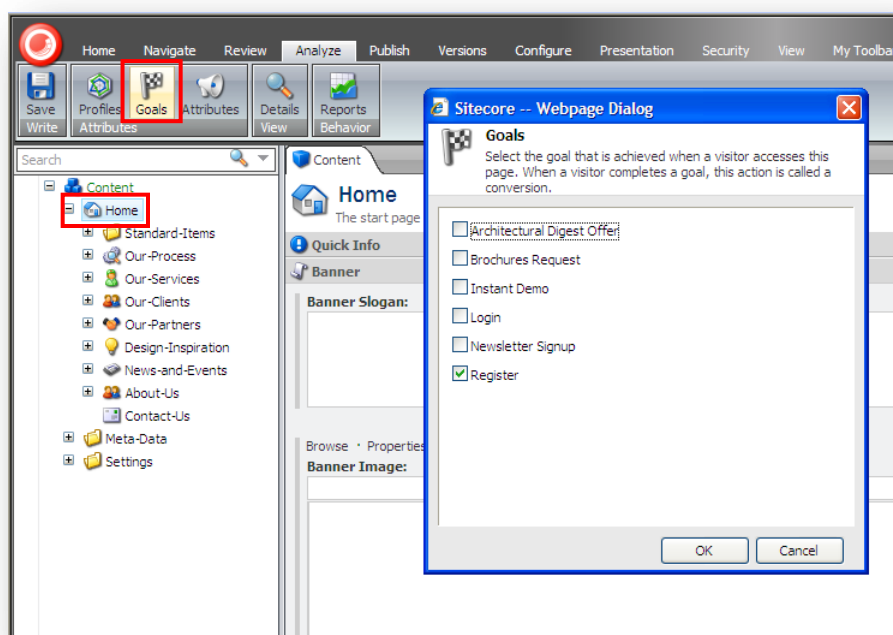 Home Navigate Review Analyze Publish Versions Configure Presentation Security View My Toolba
Save Profiles Goals Attributes Details Reports
Write Attributes View Behavior
Search
Content
Home
Standard-Items
Our-Process
Our-Services
Our-Clients
Our-Partners
Design-Inspiration
News-and-Events
About-Us
Contact-Us
Meta-Data
Settings
Content
Home
The start page
Quick Info
Banner
Banner Slogan:
Browse · Properties
Banner Image:
Sitecore -- Webpage Dialog
Goals
Select the goal that is achieved when a visitor accesses this
page. When a visitor completes a goal, this action is called a
conversion.
Architectural Digest Offer
Brochures Request
Instant Demo
Login
Newsletter Signup
Register
OK Cancel